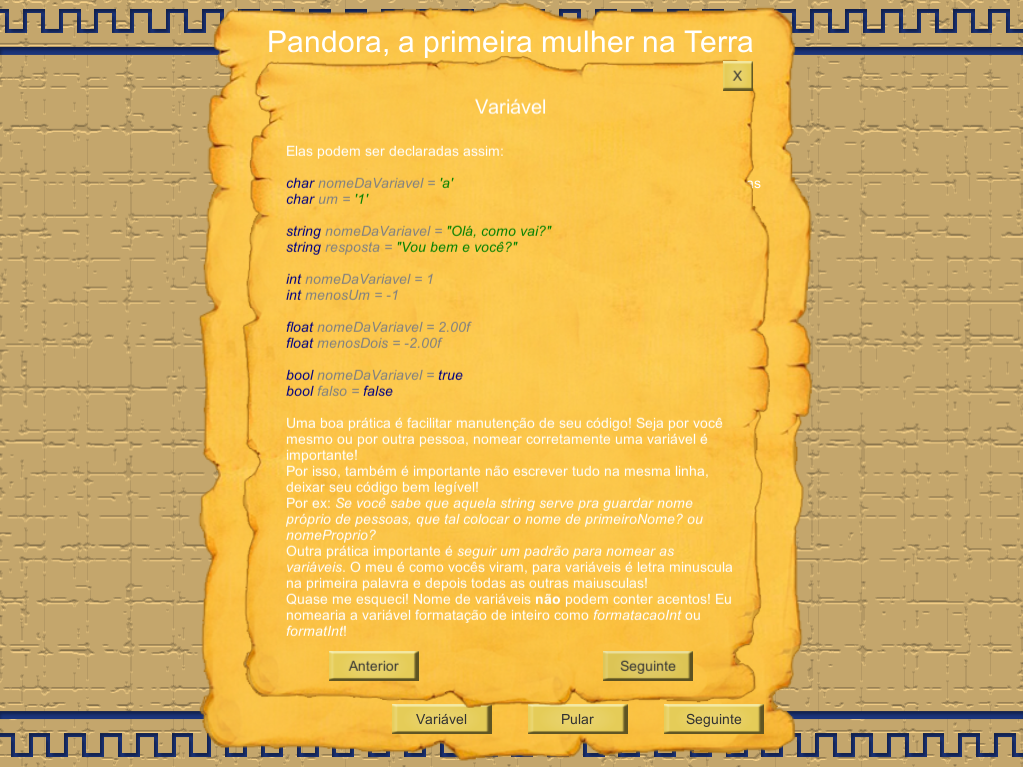 Pandora, a primeira mulher na Terra
X
Variável
Elas podem ser declaradas assim:
char nomeDaVariavel = 'a'
char um = '1'
string nomeDaVariavel = "Olá, como vai?"
string resposta = "Vou bem e você?"
int nomeDaVariavel = 1
int menosUm = -1
float nomeDaVariavel = 2.00f
float menosDois = -2.00f
bool nomeDaVariavel = true
bool falso = false
Uma boa prática é facilitar manutenção de seu código! Seja por você
mesmo ou por outra pessoa, nomear corretamente uma variável é
importante!
Por isso, também é importante não escrever tudo na mesma linha,
deixar seu código bem legível!
Por ex: Se você sabe que aquela string serve pra guardar nome
próprio de pessoas, que tal colocar o nome de primeiroNome? ou
nomeProprio?
Outra prática importante é seguir um padrão para nomear as
variáveis. O meu é como vocês viram, para variáveis é letra minuscula
na primeira palavra e depois todas as outras maiusculas!
Quase me esqueci! Nome de variáveis não podem conter acentos! Eu
nomearia a variável formatação de inteiro como formatacaoInt ou
formatInt!
Anterior Seguinte
Variável Pular Seguinte